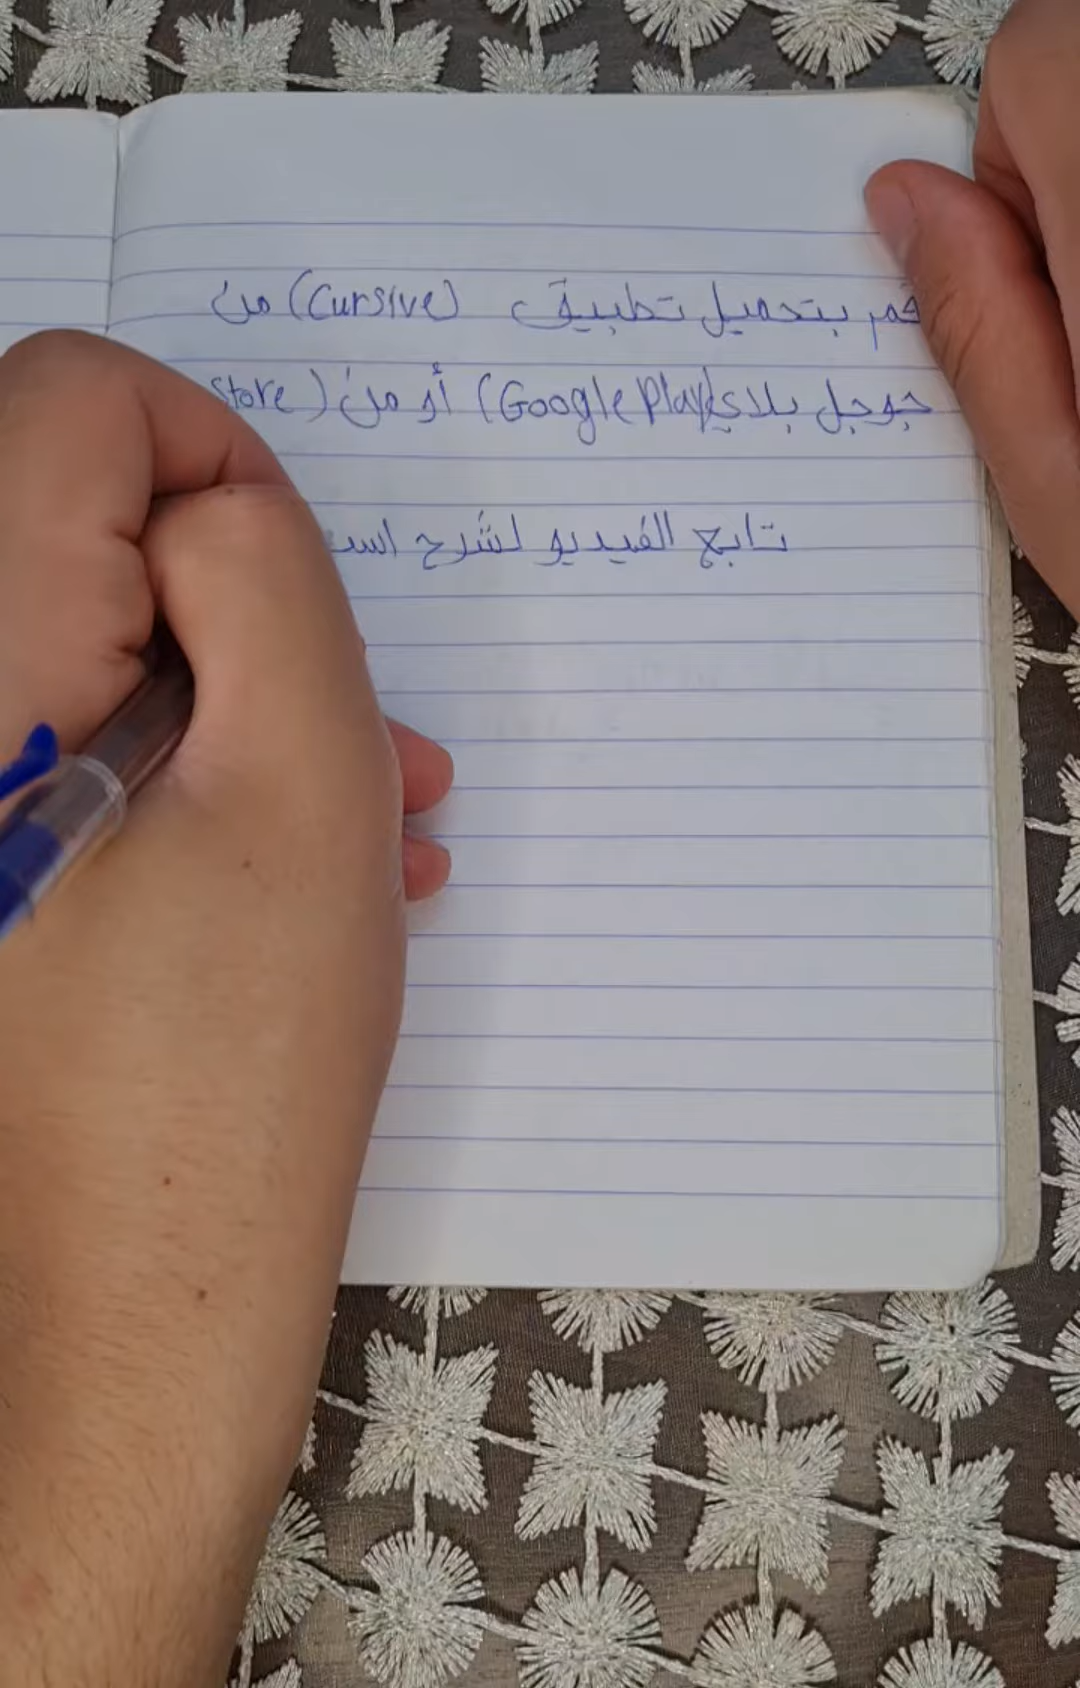 قم بتحميل تطبيق (Cursive) من
جوجل بلاي (Google Play) أو من (Store
تابع الفيديو لشرح